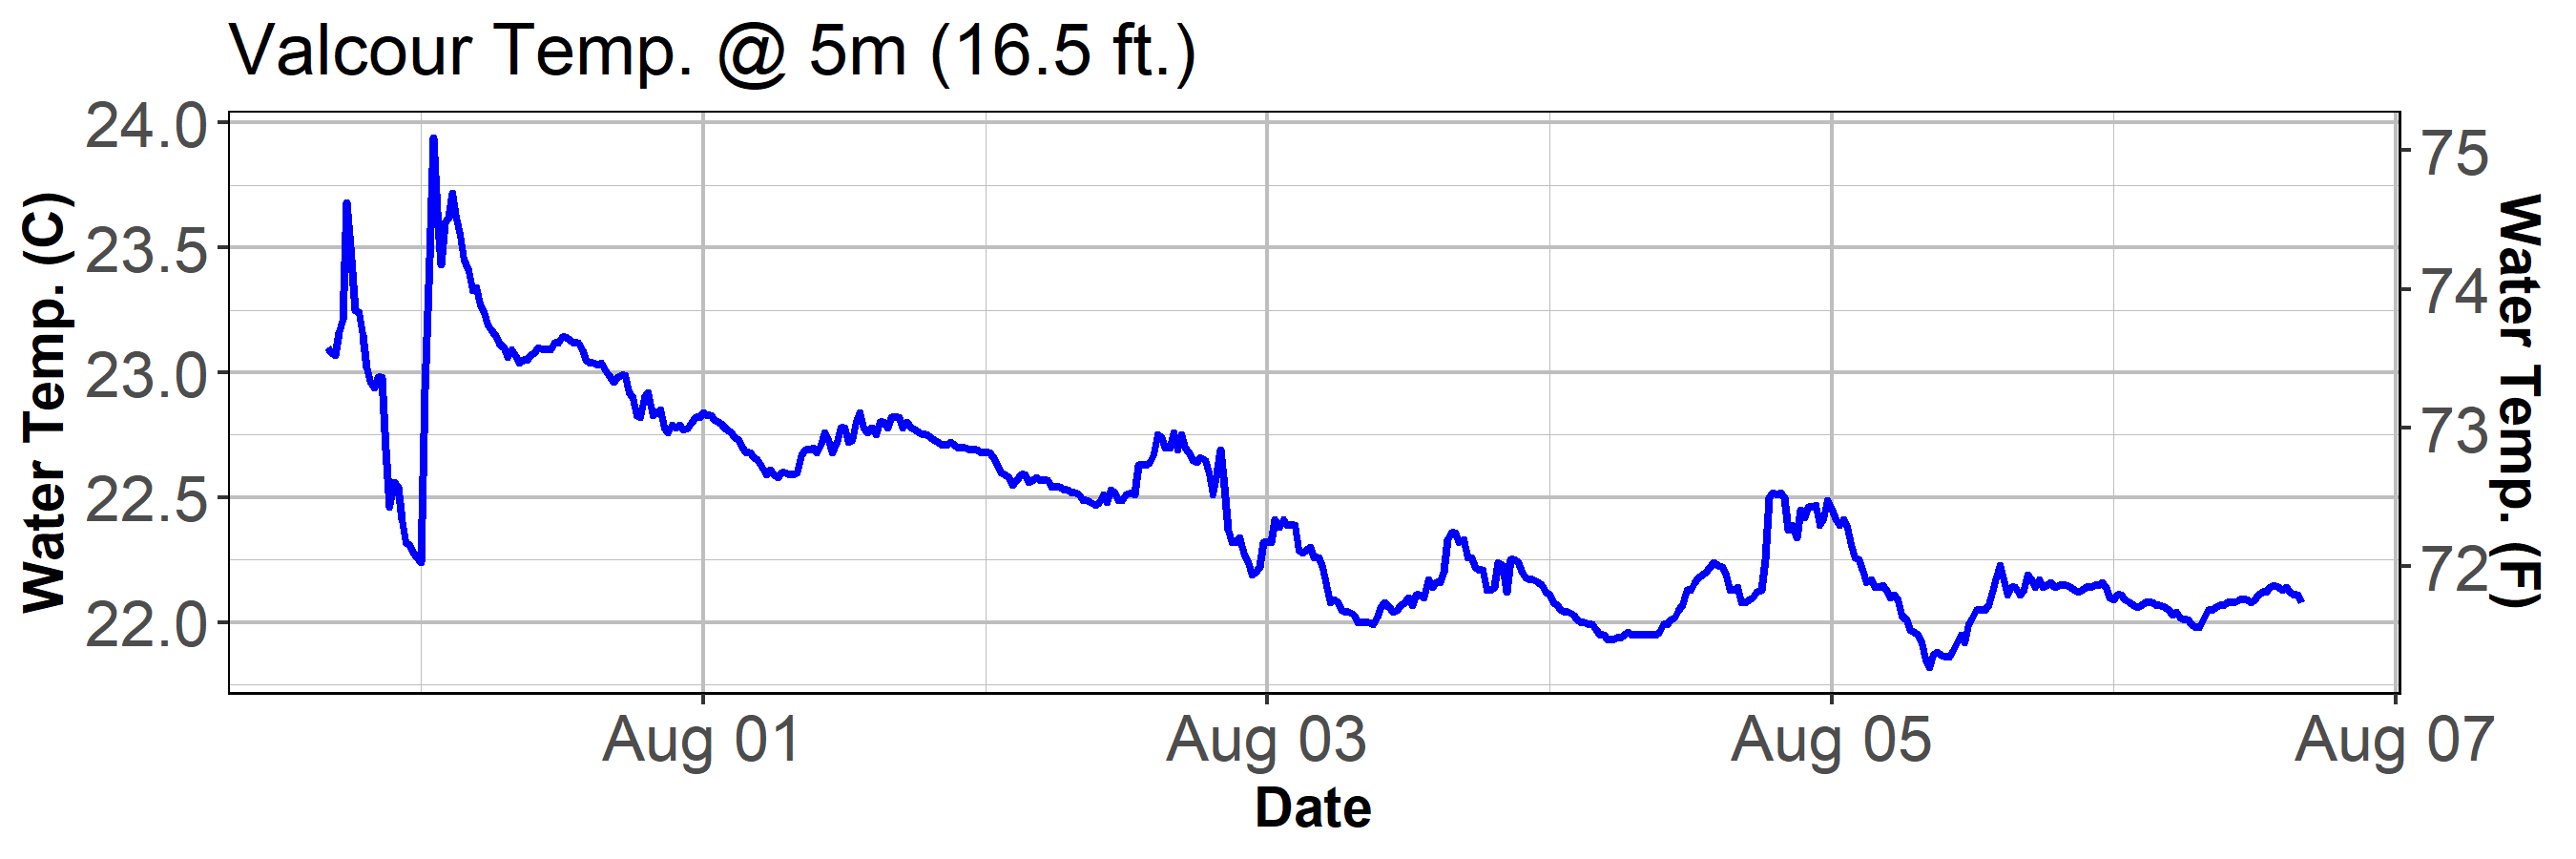 Valcour Temp. @ 5m (16.5 ft.)
Water Temp. (C)
24.0
23.5
23.0
22.5
22.0
75
74
73
72
Water Temp. (F)
Aug 01
Aug 03
Aug 05
Aug 07
Date